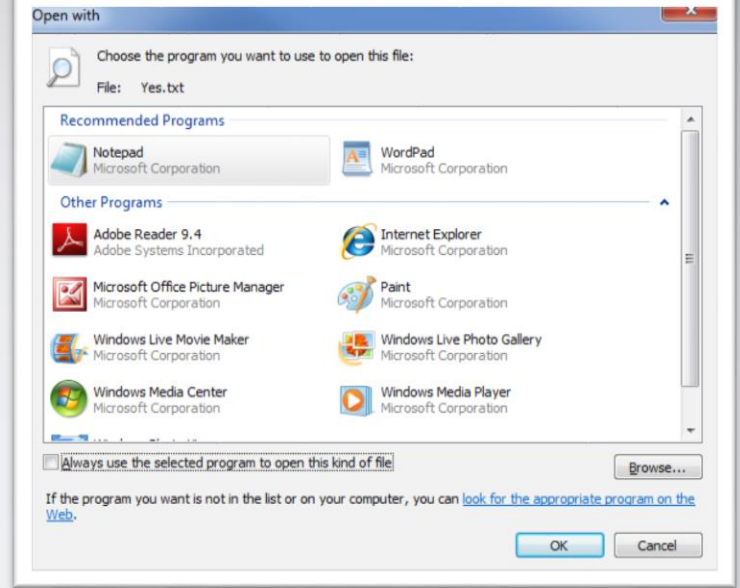 Open with
Choose the program you want to use to open this file:
File: Yes.txt
Recommended Programs
Notepad
Microsoft Corporation
WordPad
Microsoft Corporation
Other Programs
Adobe Reader 9.4
Adobe Systems Incorporated
Internet Explorer
Microsoft Corporation
Microsoft Office Picture Manager
Microsoft Corporation
Paint
Microsoft Corporation
Windows Live Movie Maker
Microsoft Corporation
Windows Live Photo Gallery
Microsoft Corporation
Windows Media Center
Microsoft Corporation
Windows Media Player
Microsoft Corporation
Always use the selected program to open this kind of file
Browse...
If the program you want is not in the list or on your computer, you can look for the appropriate program on the
Web.
OK
Cancel